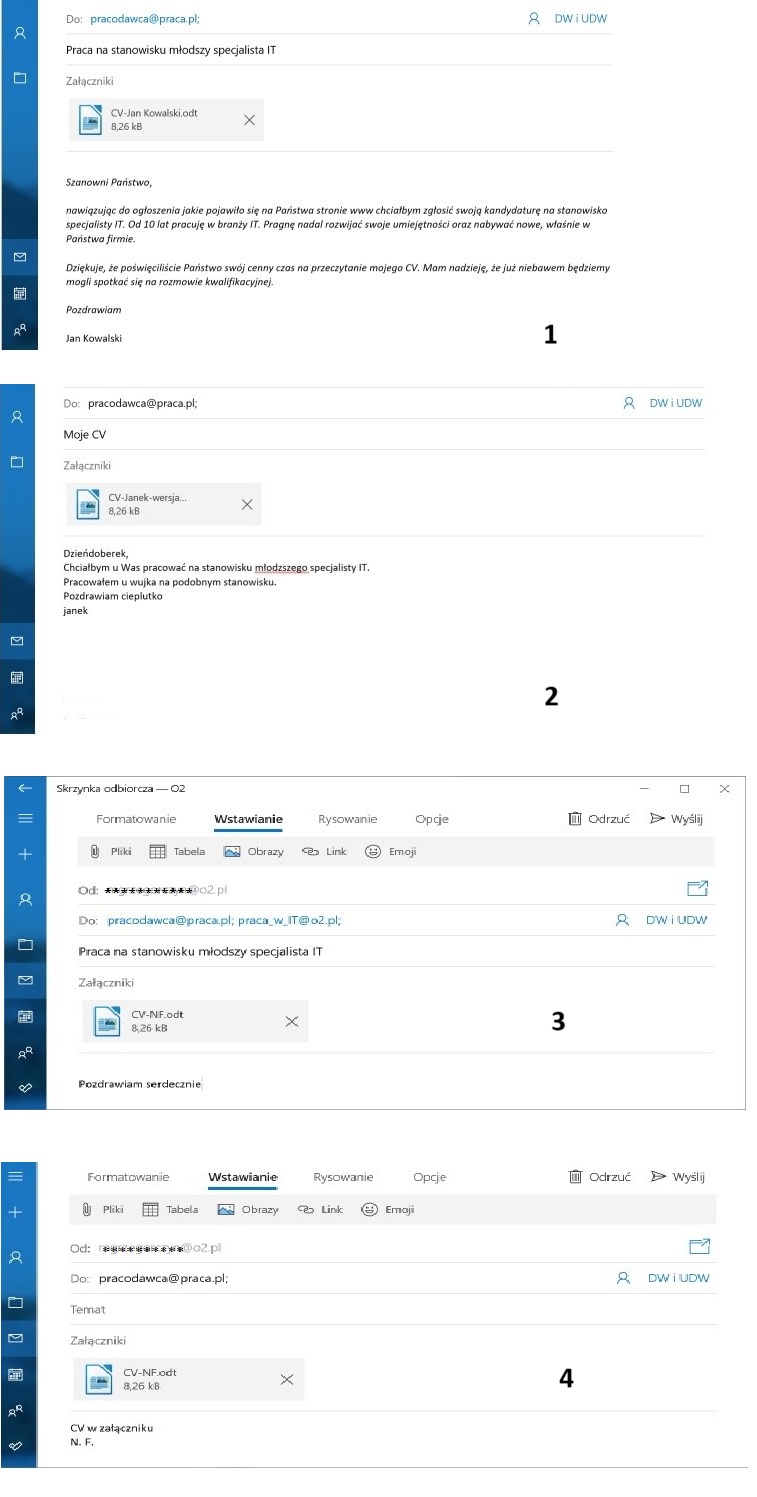 Do: pracodawca@praca.pl; DW i UDW
Praca na stanowisku młodszy specjalista IT
Załączniki
CV-Jan Kowalski.odt
8,26 kB
Szanowni Państwo,
nawiązując do ogłoszenia jakie pojawiło się na Państwa stronie www chciałbym zgłosić swoją kandydaturę na stanowisko
specjalisty IT. Od 10 lat pracuję w branży IT. Pragnę nadal rozwijać swoje umiejętności oraz nabywać nowe, właśnie w
Państwa firmie.
Dziękuje, że poświęciliście Państwo swój cenny czas na przeczytanie mojego CV. Mam nadzieję, że już niebawem będziemy
mogli spotkać się na rozmowie kwalifikacyjnej.
Pozdrawiam
Jan Kowalski
1
Do: pracodawca@praca.pl; DW i UDW
Moje CV
Załączniki
CV-Janek-wersja...
8,26 kB
Dzieńdoberek,
Chciałbym u Was pracować na stanowisku młodzszego specjalisty IT.
Pracowałem u wujka na podobnym stanowisku.
Pozdrawiam cieplutko
janek
2
Skrzynka odbiorcza — O2
Formatowanie Wstawianie Rysowanie Opcje Odrzuć Wyślij
Pliki Tabela Obrazy Link Emoji
Od: @o2.pl
Do: pracodawca@praca.pl; praca_w_IT@o2.pl; DW i UDW
Praca na stanowisku młodszy specjalista IT
Załączniki
CV-NF.odt
8,26 kB
3
Pozdrawiam serdecznie
Formatowanie Wstawianie Rysowanie Opcje Odrzuć Wyślij
Pliki Tabela Obrazy Link Emoji
Od: @o2.pl
Do: pracodawca@praca.pl; DW i UDW
Temat
Załączniki
CV-NF.odt
8,26 kB
4
CV w załączniku
N. F.